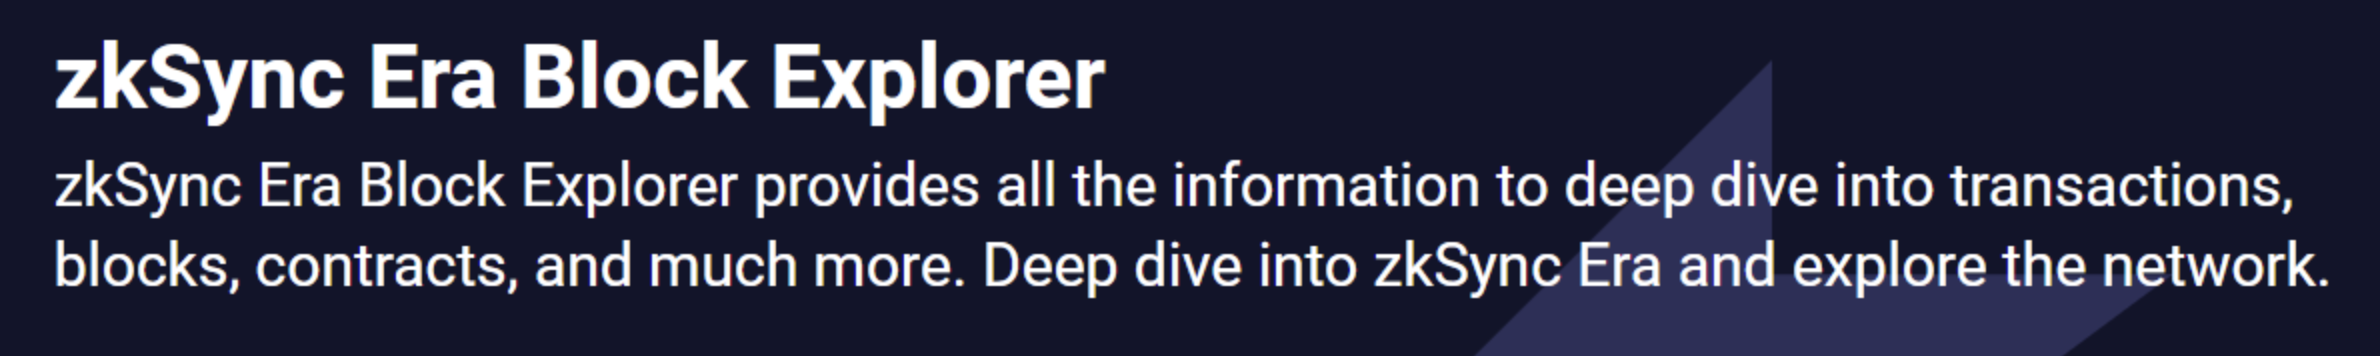 zkSync Era Block Explorer
zkSync Era Block Explorer provides all the information to deep dive into transactions,
blocks, contracts, and much more. Deep dive into zkSync Era and explore the network.